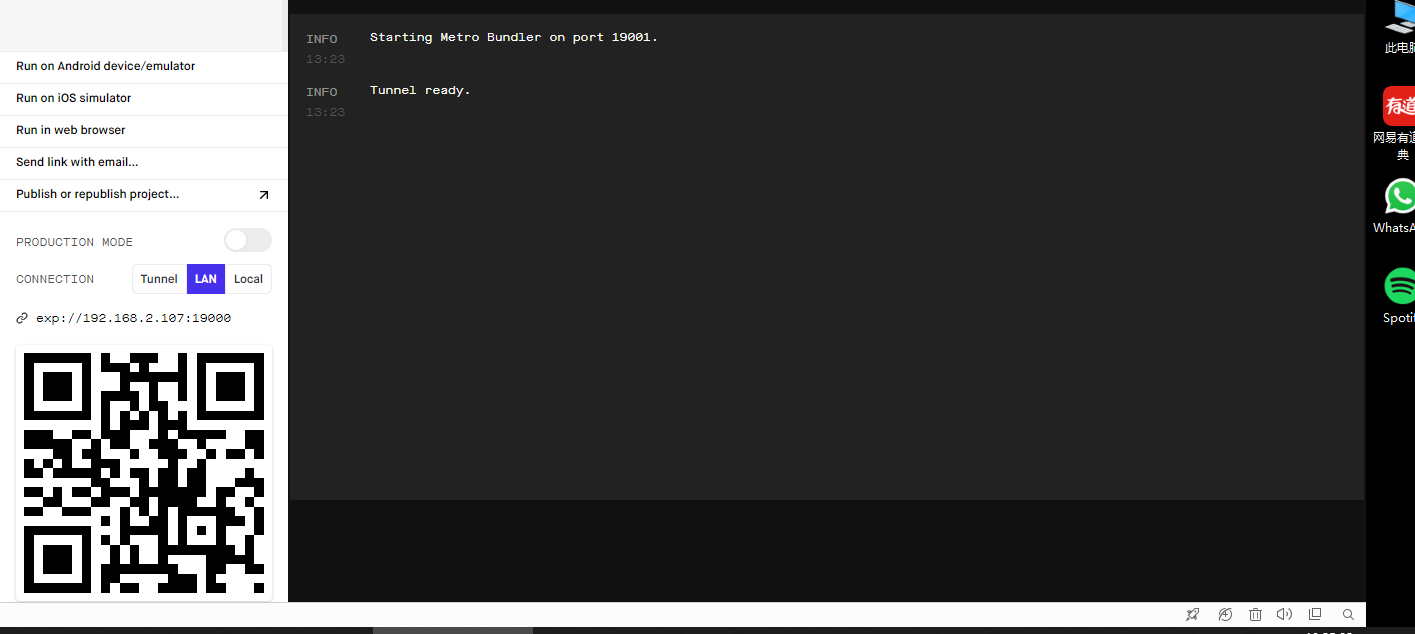 Run on Android device/emulator
Run on iOS simulator
Run in web browser
Send link with email...
Publish or republish project...
PRODUCTION MODE
CONNECTION Tunnel LAN Local
exp://192.168.2.107:19000
INFO Starting Metro Bundler on port 19001.
13:23
INFO Tunnel ready.
13:23
此电
有道
网易有道
典
WhatsA
Spotif